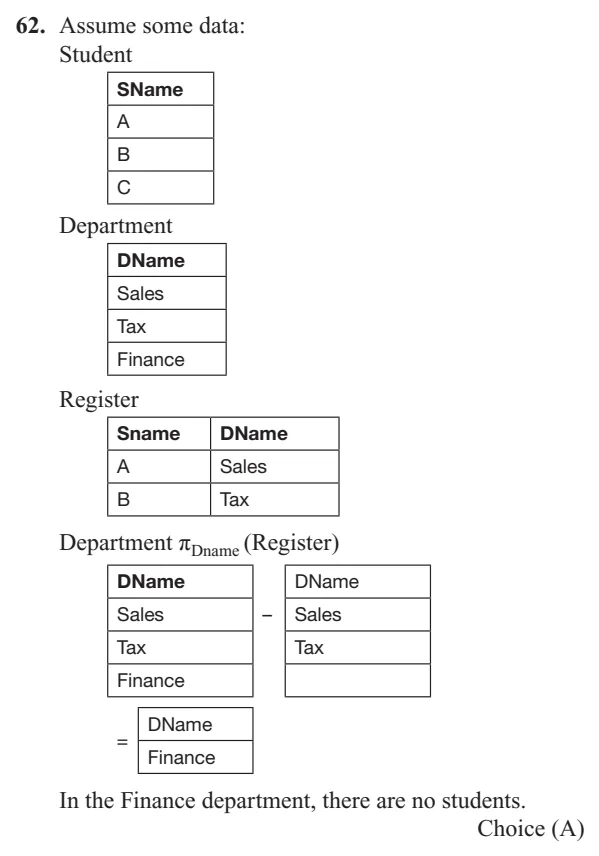 62. Assume some data:
Student
SName
A
B
C
Department
DName
Sales
Tax
Finance
Register
Sname DName
A Sales
B Tax
Department πDname (Register)
DName DName
Sales – Sales
Tax Tax
Finance
DName
= 
Finance
In the Finance department, there are no students.
Choice (A)